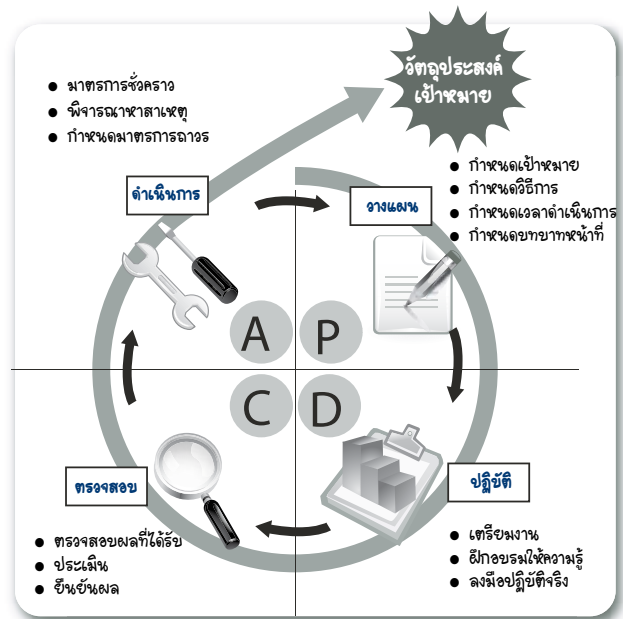 วัตถุประสงค์
เป้าหมาย
● มาตรการชั่วคราว
● พิจารณาหาสาเหตุ
● กำหนดมาตรการถาวร
ดำเนินการ
วางแผน
● กำหนดเป้าหมาย
● กำหนดวิธีการ
● กำหนดเวลาดำเนินการ
● กำหนดบทบาทหน้าที่
A P
C D
ตรวจสอบ
● ตรวจสอบผลที่ได้รับ
● ประเมิน
● ยืนยันผล
ปฏิบัติ
● เตรียมงาน
● ฝึกอบรมให้ความรู้
● ลงมือปฏิบัติจริง